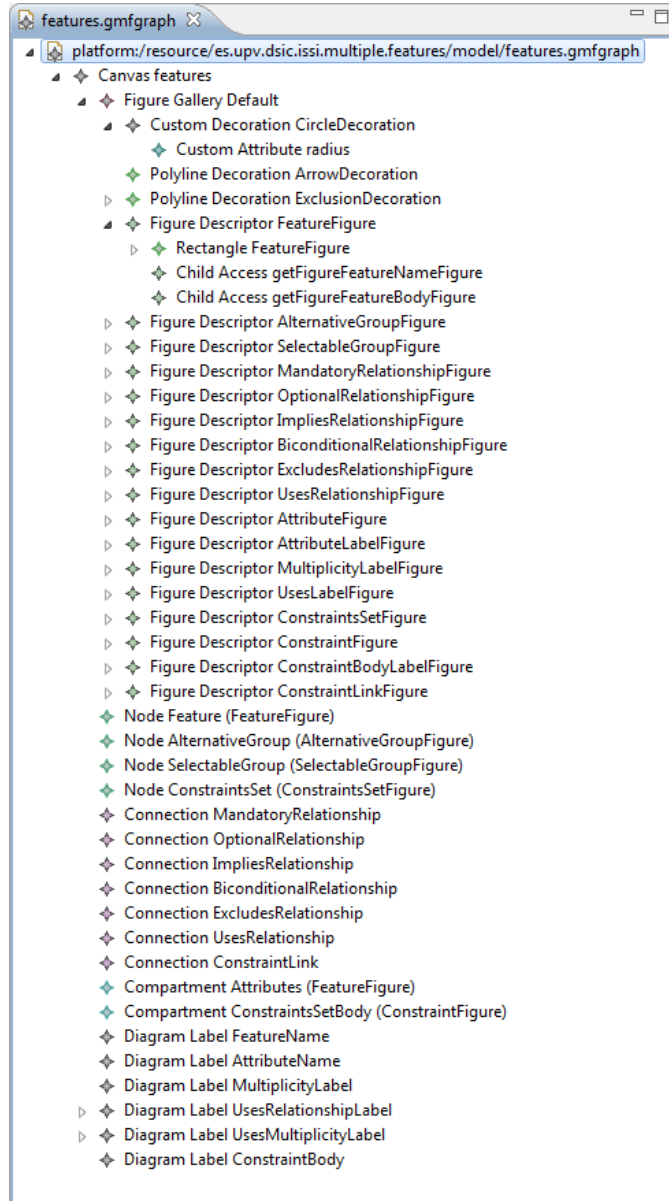 features.gmfgraph
platform:/resource/es.upv.dsic.issi.multiple.features/model/features.gmfgraph
Canvas features
Figure Gallery Default
Custom Decoration CircleDecoration
Custom Attribute radius
Polyline Decoration ArrowDecoration
Polyline Decoration ExclusionDecoration
Figure Descriptor FeatureFigure
Rectangle FeatureFigure
Child Access getFigureFeatureNameFigure
Child Access getFigureFeatureBodyFigure
Figure Descriptor AlternativeGroupFigure
Figure Descriptor SelectableGroupFigure
Figure Descriptor MandatoryRelationshipFigure
Figure Descriptor OptionalRelationshipFigure
Figure Descriptor ImpliesRelationshipFigure
Figure Descriptor BiconditionalRelationshipFigure
Figure Descriptor ExcludesRelationshipFigure
Figure Descriptor UsesRelationshipFigure
Figure Descriptor AttributeFigure
Figure Descriptor AttributeLabelFigure
Figure Descriptor MultiplicityLabelFigure
Figure Descriptor UsesLabelFigure
Figure Descriptor ConstraintsSetFigure
Figure Descriptor ConstraintFigure
Figure Descriptor ConstraintBodyLabelFigure
Figure Descriptor ConstraintLinkFigure
Node Feature (FeatureFigure)
Node AlternativeGroup (AlternativeGroupFigure)
Node SelectableGroup (SelectableGroupFigure)
Node ConstraintsSet (ConstraintsSetFigure)
Connection MandatoryRelationship
Connection OptionalRelationship
Connection ImpliesRelationship
Connection BiconditionalRelationship
Connection ExcludesRelationship
Connection UsesRelationship
Connection ConstraintLink
Compartment Attributes (FeatureFigure)
Compartment ConstraintsSetBody (ConstraintFigure)
Diagram Label FeatureName
Diagram Label AttributeName
Diagram Label MultiplicityLabel
Diagram Label UsesRelationshipLabel
Diagram Label UsesMultiplicityLabel
Diagram Label ConstraintBody